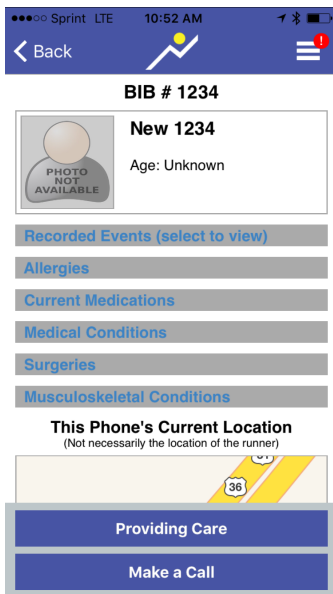 Sprint LTE 10:52 AM
Back
!
BIB # 1234
New 1234
Age: Unknown
PHOTO
NOT
AVAILABLE
Recorded Events (select to view)
Allergies
Current Medications
Medical Conditions
Surgeries
Musculoskeletal Conditions
This Phone's Current Location
(Not necessarily the location of the runner)
36
Providing Care
Make a Call